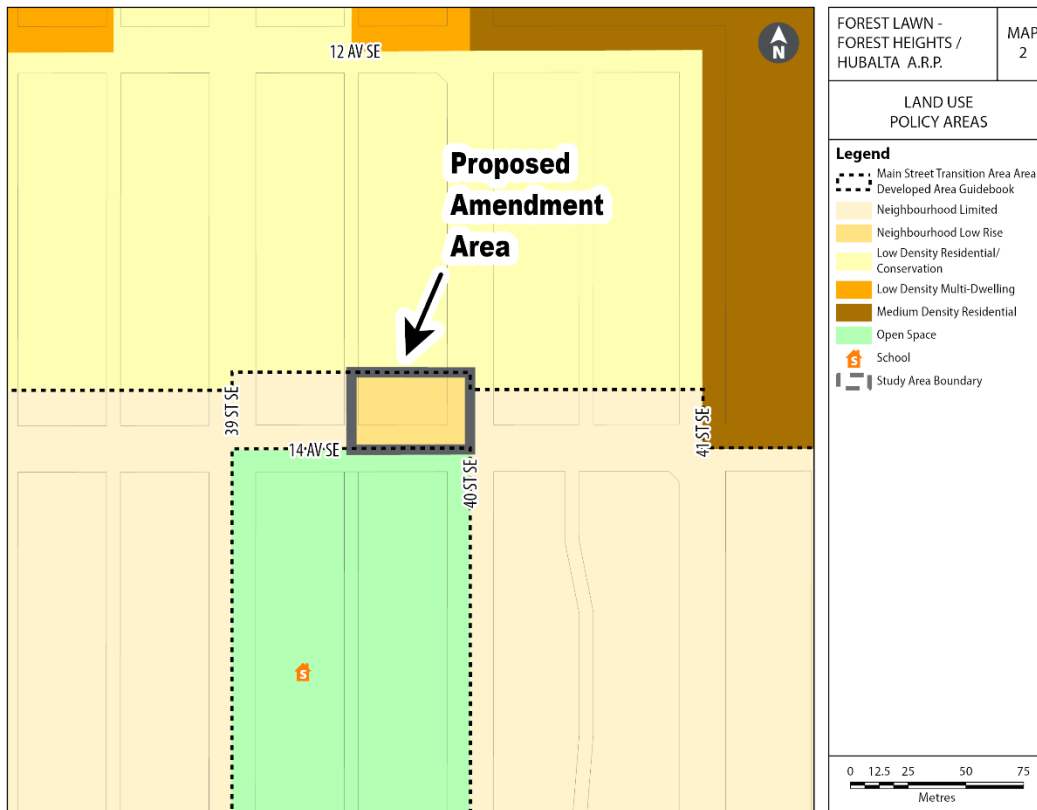 12 AV SE
N
Proposed
Amendment
Area
39 ST SE
14 AV SE
40 ST SE
41 ST SE
S
FOREST LAWN -
FOREST HEIGHTS /
HUBALTA A.R.P.
MAP
2
LAND USE
POLICY AREAS
Legend
Main Street Transition Area Area
Developed Area Guidebook
Neighbourhood Limited
Neighbourhood Low Rise
Low Density Residential/
Conservation
Low Density Multi-Dwelling
Medium Density Residential
Open Space
S School
Study Area Boundary
0 12.5 25 50 75
Metres